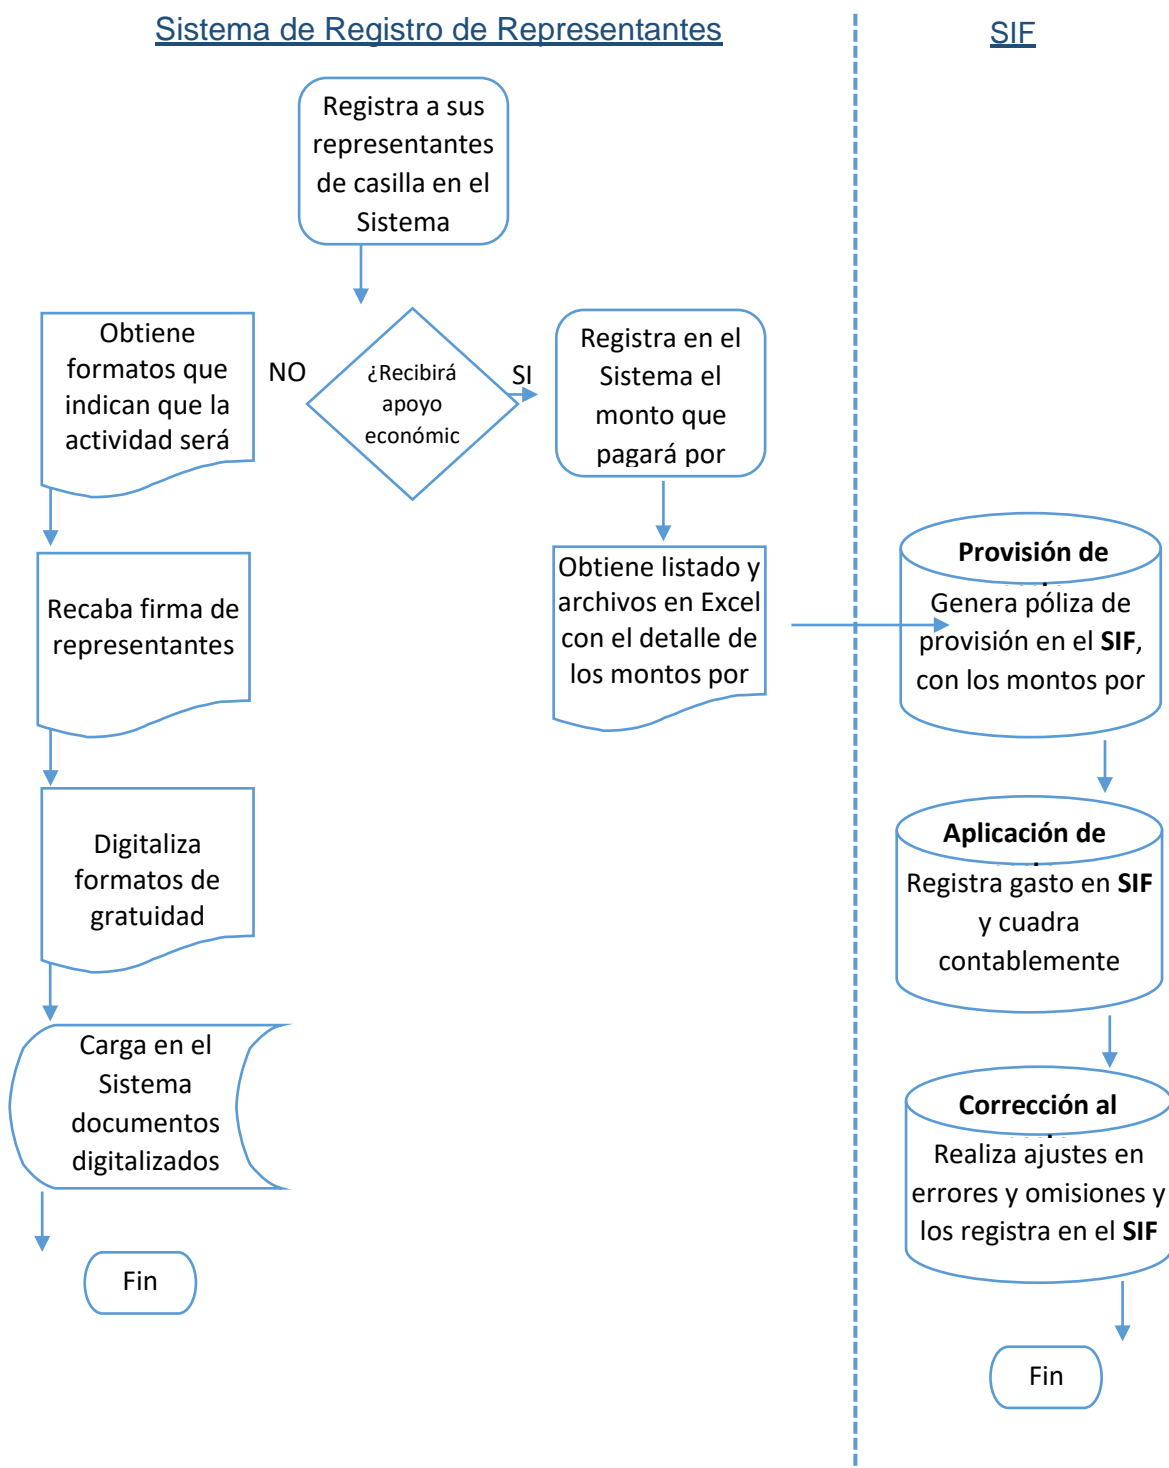 Sistema de Registro de Representantes
SIF
Registra a sus
representantes
de casilla en el
Sistema
Obtiene
formatos que
indican que la
actividad será
NO
¿Recibirá
apoyo
económic
SI
Registra en el
Sistema el
monto que
pagará por
Recaba firma de
representantes
Obtiene listado y
archivos en Excel
con el detalle de
los montos por
Provisión de
Genera póliza de
provisión en el SIF,
con los montos por
Digitaliza
formatos de
gratuidad
Aplicación de
Registra gasto en SIF
y cuadra
contablemente
Carga en el
Sistema
documentos
digitalizados
Corrección al
Realiza ajustes en
errores y omisiones y
los registra en el SIF
Fin
Fin